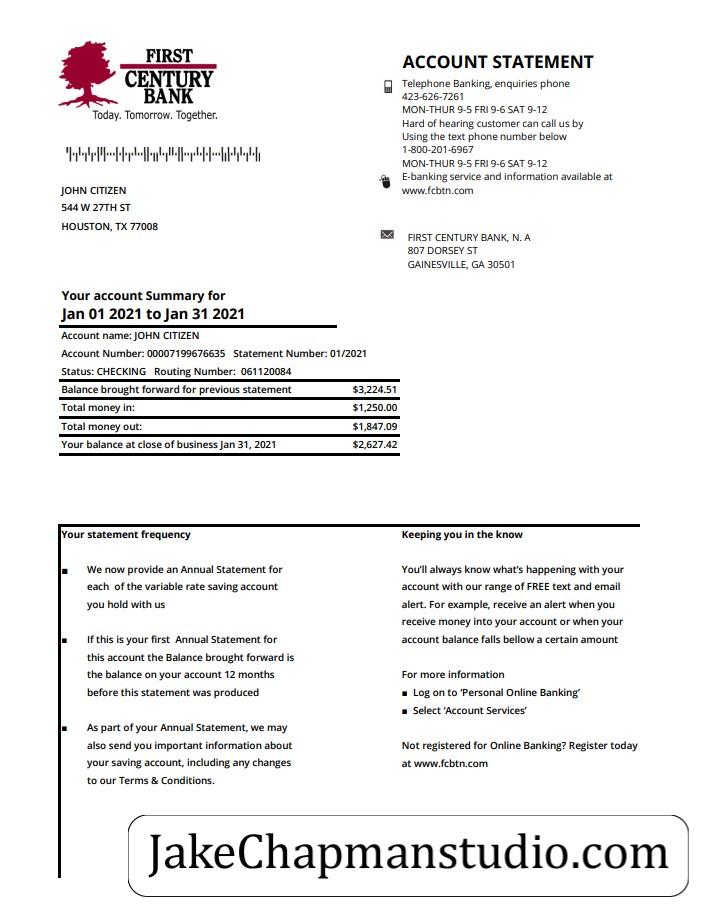 FIRST
CENTURY
BANK
Today. Tomorrow. Together.
ACCOUNT STATEMENT
Telephone Banking, enquiries phone
423-626-7261
MON-THUR 9-5 FRI 9-6 SAT 9-12
Hard of hearing customer can call us by
Using the text phone number below
1-800-201-6967
MON-THUR 9-5 FRI 9-6 SAT 9-12
E-banking service and information available at
www.fcbtn.com
JOHN CITIZEN
544 W 27TH ST
HOUSTON, TX 77008
FIRST CENTURY BANK, N. A
807 DORSEY ST
GAINESVILLE, GA 30501
Your account Summary for
Jan 01 2021 to Jan 31 2021
Account name: JOHN CITIZEN
Account Number: 00007199676635 Statement Number: 01/2021
Status: CHECKING Routing Number: 061120084
Balance brought forward for previous statement $3,224.51
Total money in: $1,250.00
Total money out: $1,847.09
Your balance at close of business Jan 31, 2021 $2,627.42
Your statement frequency
▪ We now provide an Annual Statement for
each of the variable rate saving account
you hold with us
▪ If this is your first Annual Statement for
this account the Balance brought forward is
the balance on your account 12 months
before this statement was produced
▪ As part of your Annual Statement, we may
also send you important information about
your saving account, including any changes
to our Terms & Conditions.
Keeping you in the know
You'll always know what's happening with your
account with our range of FREE text and email
alert. For example, receive an alert when you
receive money into your account or when your
account balance falls bellow a certain amount
For more information
▪ Log on to ‘Personal Online Banking’
▪ Select ‘Account Services’
Not registered for Online Banking? Register today
at www.fcbtn.com
JakeChapmanstudio.com